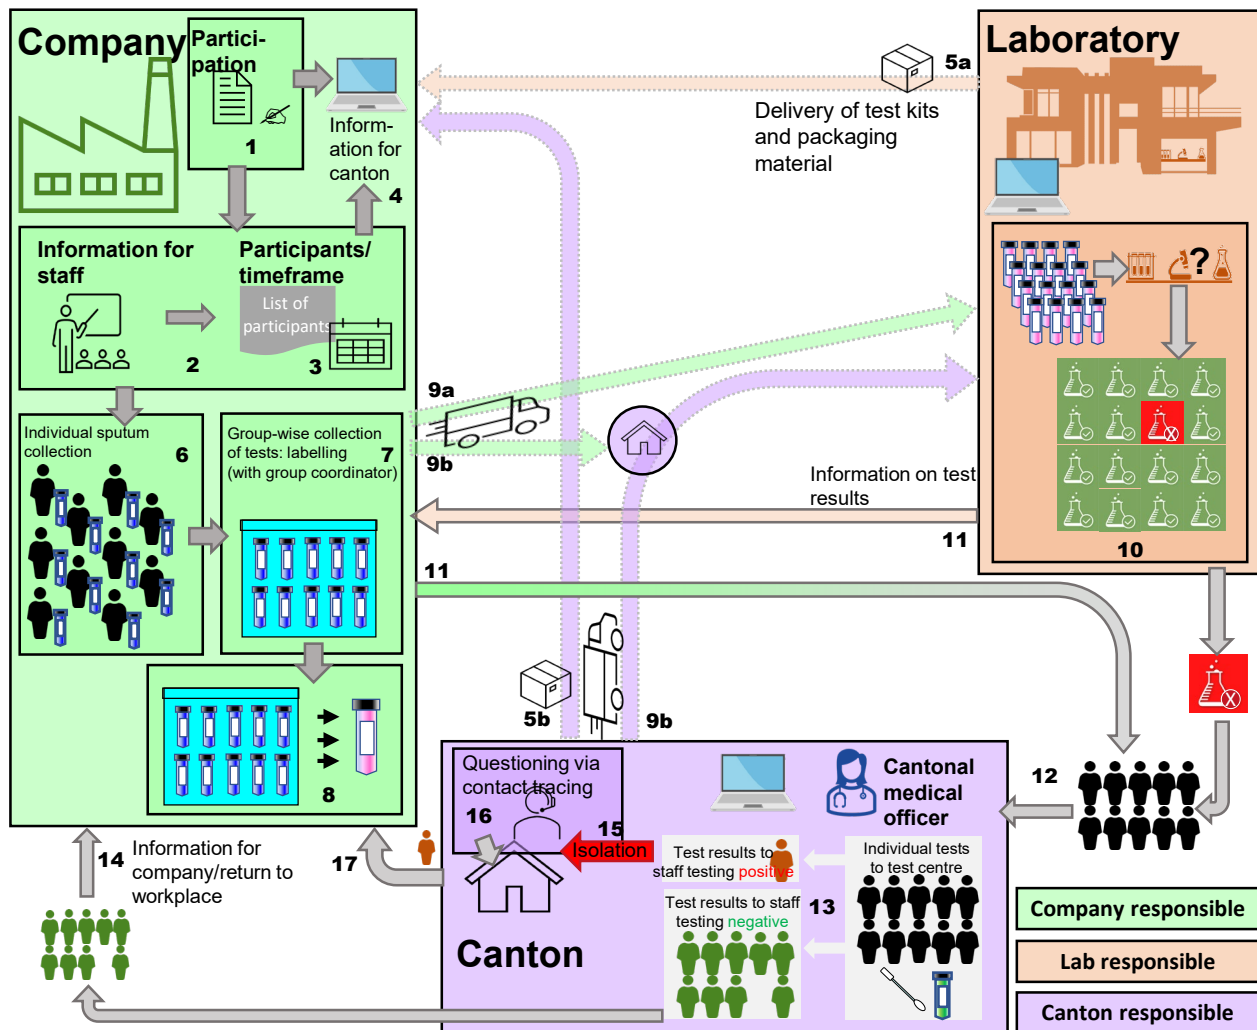 Company
Partici-
pation
1
Inform-
ation for
canton
4
5a
Delivery of test kits
and packaging
material
Laboratory
?
Information for
staff
2
Participants/
timeframe
List of
participants
3
9a
9b
Individual sputum
collection
6
Group-wise collection
of tests: labelling
(with group coordinator)
7
Information on test
results
11
10
11
8
5b
9b
12
Questioning via
contact tracing
16
15
Isolation
Cantonal
medical
officer
Test results to
staff testing positive
Individual tests
to test centre
Test results to staff
testing negative
13
Canton
14
Information for
company/return to
workplace
17
Company responsible
Lab responsible
Canton responsible